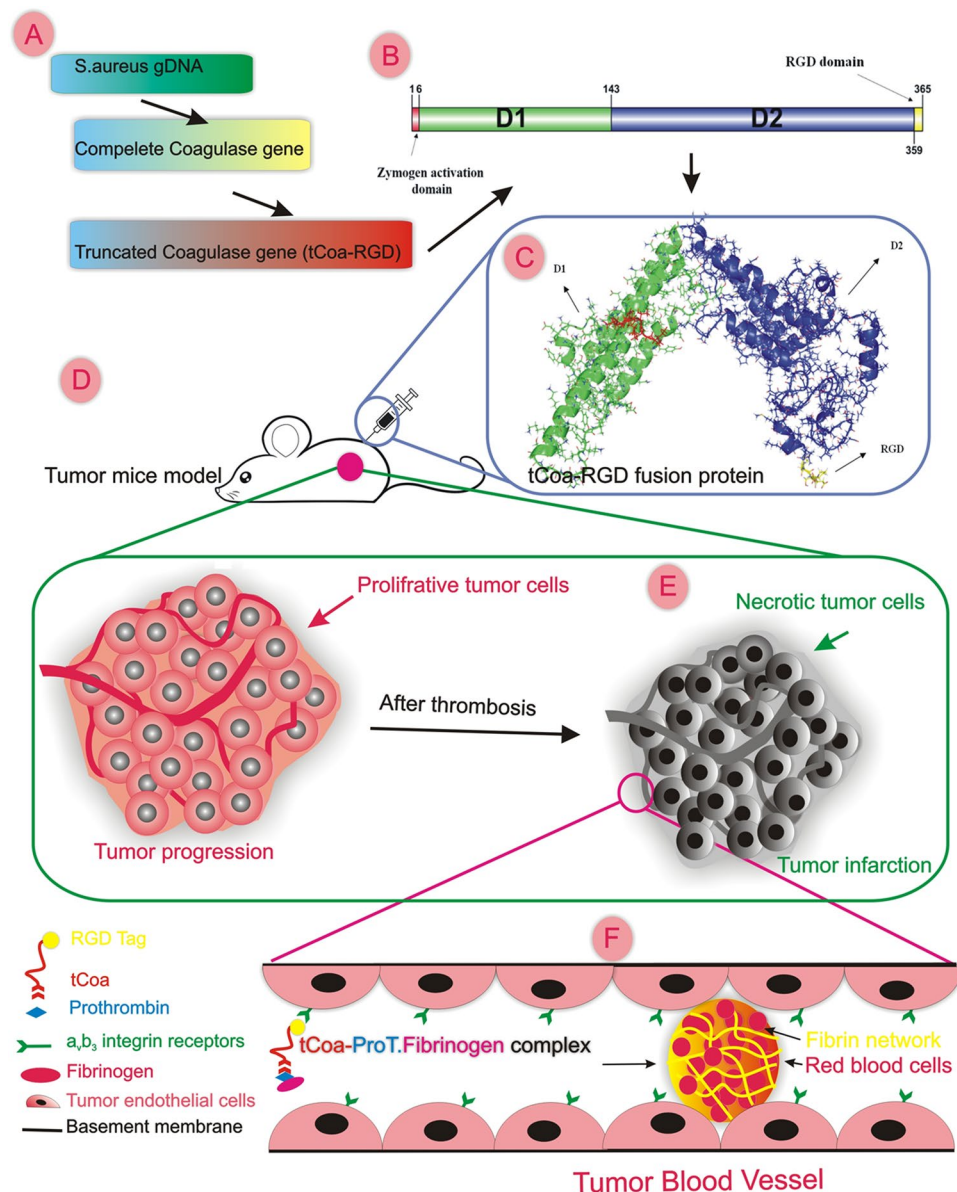 A
S.aureus gDNA
Compelete Coagulase gene
Truncated Coagulase gene (tCoa-RGD)
B
RGD domain
1 6
143
365
D1
D2
359
Zymogen activation
domain
C
D1
D2
RGD
tCoa-RGD fusion protein
D
Tumor mice model
Prolifrative tumor cells
E
Necrotic tumor cells
After thrombosis
Tumor progression
Tumor infarction
RGD Tag
tCoa
Prothrombin
avb3 integrin receptors
Fibrinogen
Tumor endothelial cells
Basement membrane
F
tCoa-ProT.Fibrinogen complex
Fibrin network
Red blood cells
Tumor Blood Vessel